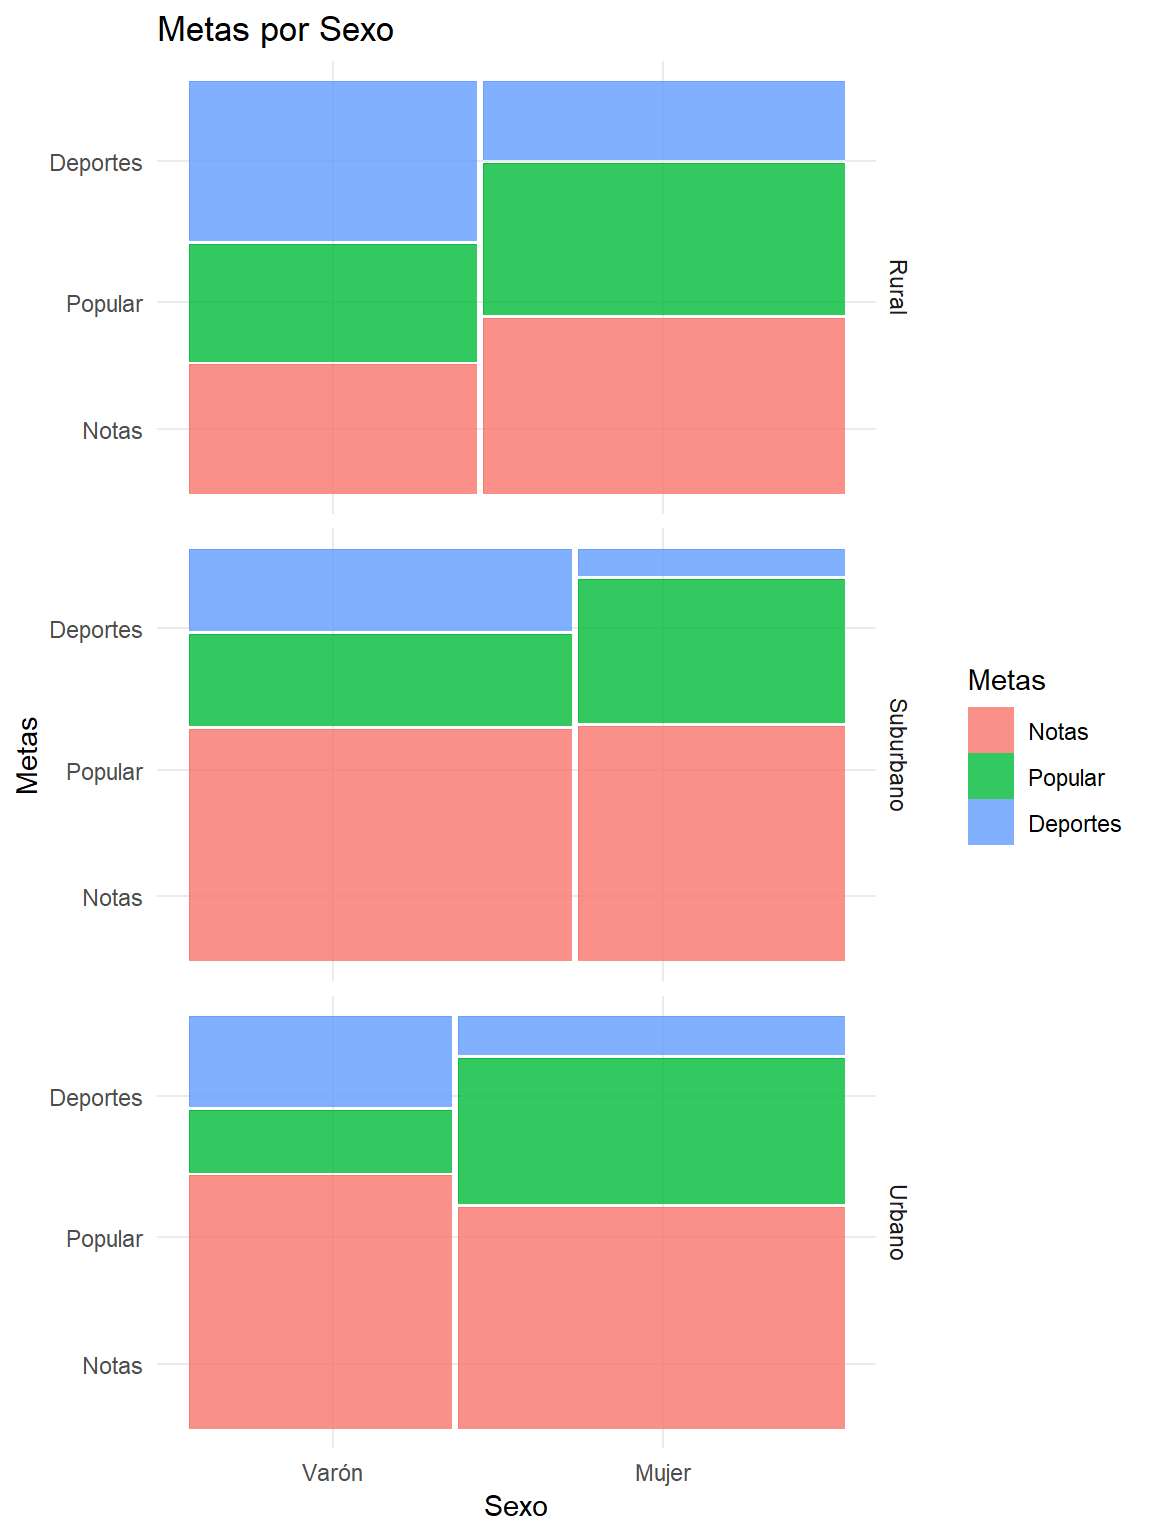 Metas por Sexo
Deportes
Popular
Notas
Rural
Deportes
Popular
Notas
Suburbano
Deportes
Popular
Notas
Urbano
Metas
Varón
Mujer
Sexo
Metas
Notas
Popular
Deportes